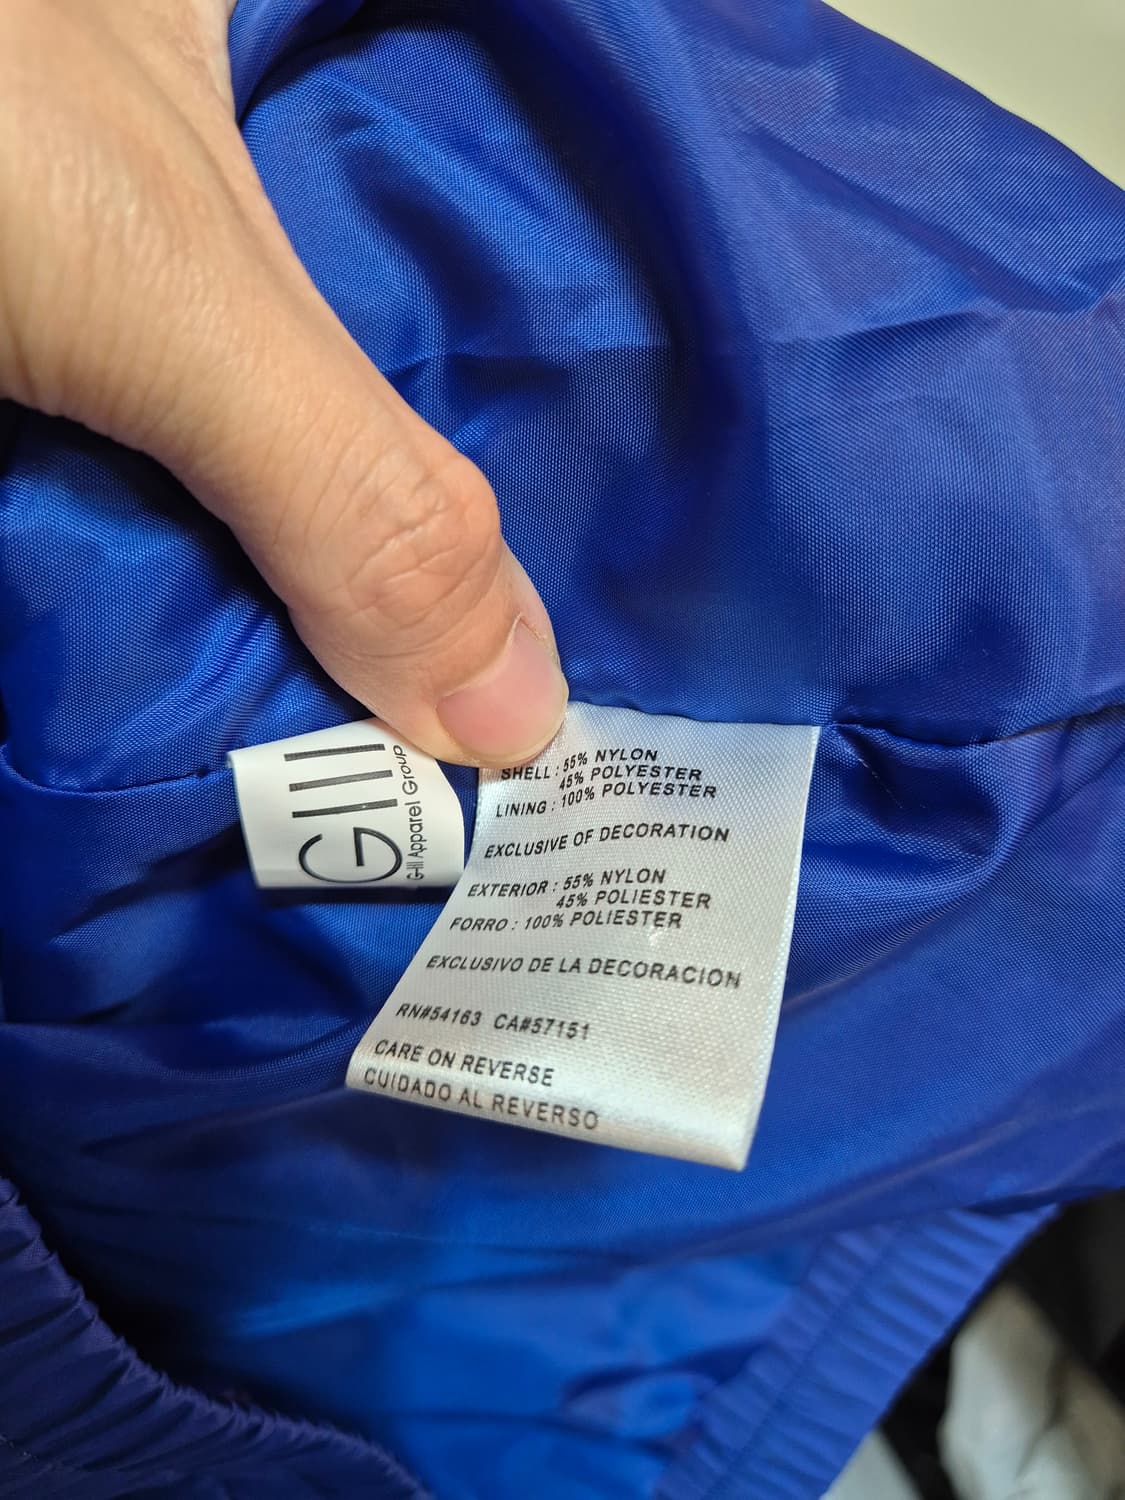 GIII
G-III Apparel Group
SHELL : 55% NYLON
45% POLYESTER
LINING : 100% POLYESTER
EXCLUSIVE OF DECORATION
EXTERIOR : 55% NYLON
45% POLIESTER
FORRO : 100% POLIESTER
EXCLUSIVO DE LA DECORACION
RN#54163 CA#57151
CARE ON REVERSE
CUIDADO AL REVERSO